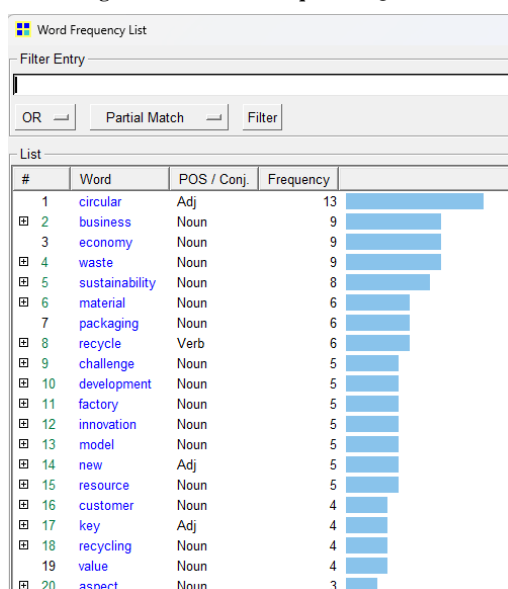 Word Frequency List
Filter Entry
OR Partial Match Filter
List
# Word POS / Conj. Frequency
1 circular Adj 13
2 business Noun 9
3 economy Noun 9
4 waste Noun 9
5 sustainability Noun 8
6 material Noun 6
7 packaging Noun 6
8 recycle Verb 6
9 challenge Noun 5
10 development Noun 5
11 factory Noun 5
12 innovation Noun 5
13 model Noun 5
14 new Adj 5
15 resource Noun 5
16 customer Noun 4
17 key Adj 4
18 recycling Noun 4
19 value Noun 4
20 aspect Noun 3